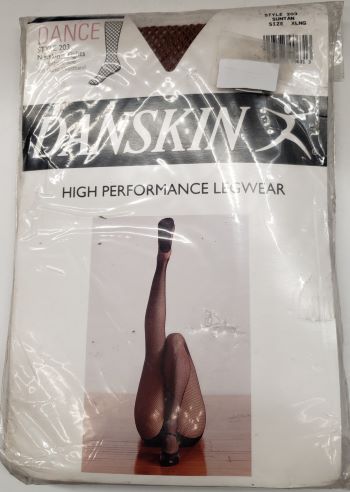 DANCE
STYLE 203
STYLE 203
SUNTAN
SIZE XLNG
DANSKIN
HIGH PERFORMANCE LEGWEAR